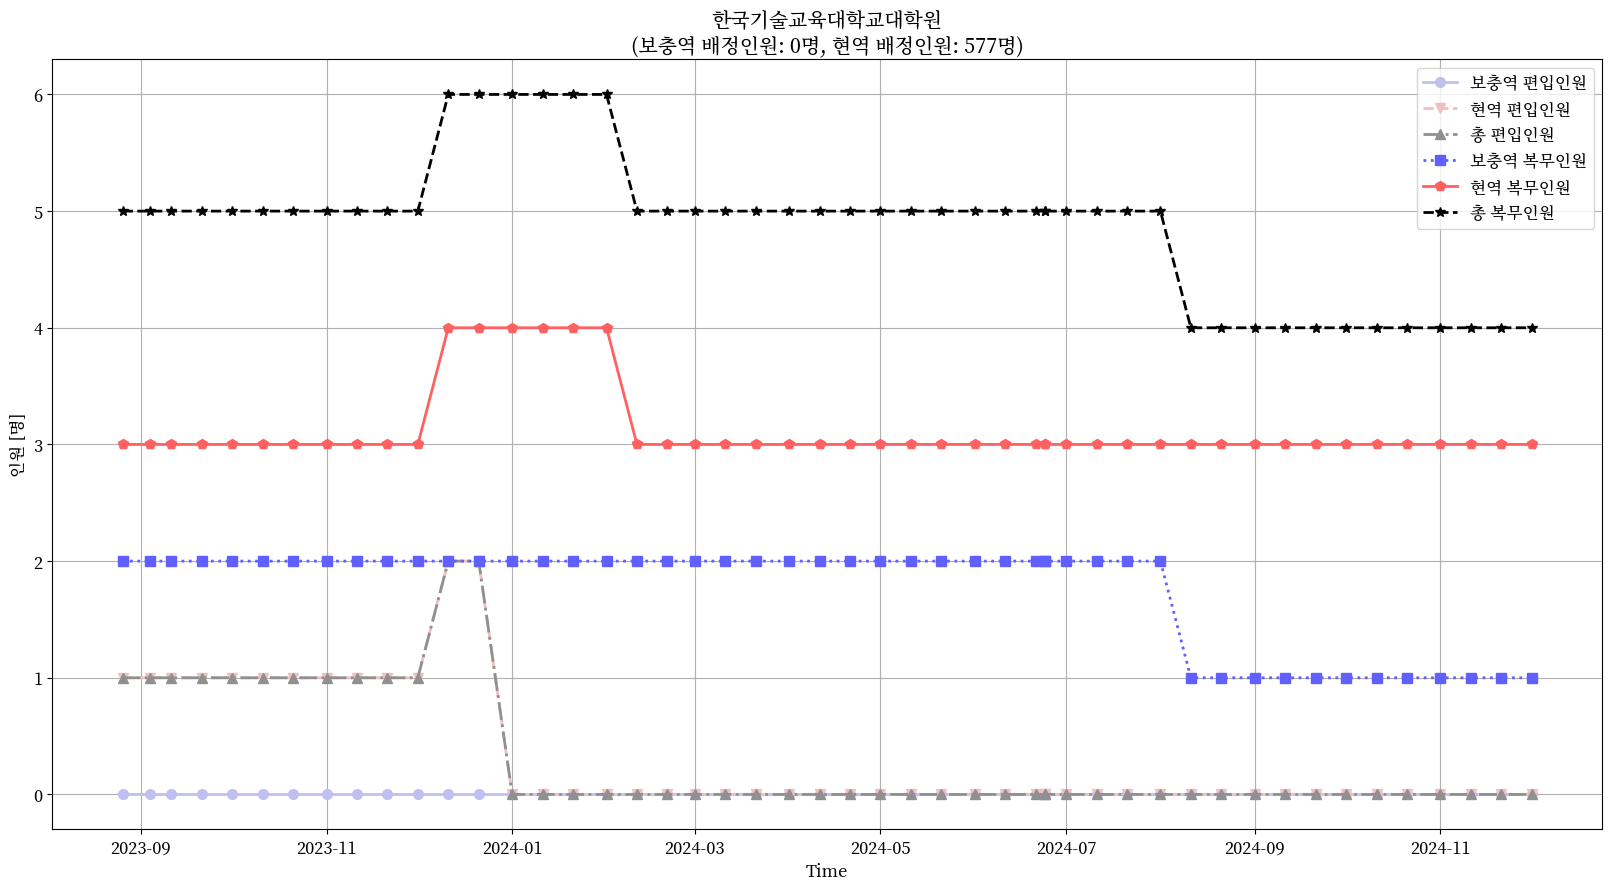 한국기술교육대학교대학원
(보충역 배정인원: 0명, 현역 배정인원: 577명)
보충역 편입인원
현역 편입인원
총 편입인원
보충역 복무인원
현역 복무인원
총 복무인원
인원 [명]
6
5
4
3
2
1
0
2023-09
2023-11
2024-01
2024-03
2024-05
2024-07
2024-09
2024-11
Time